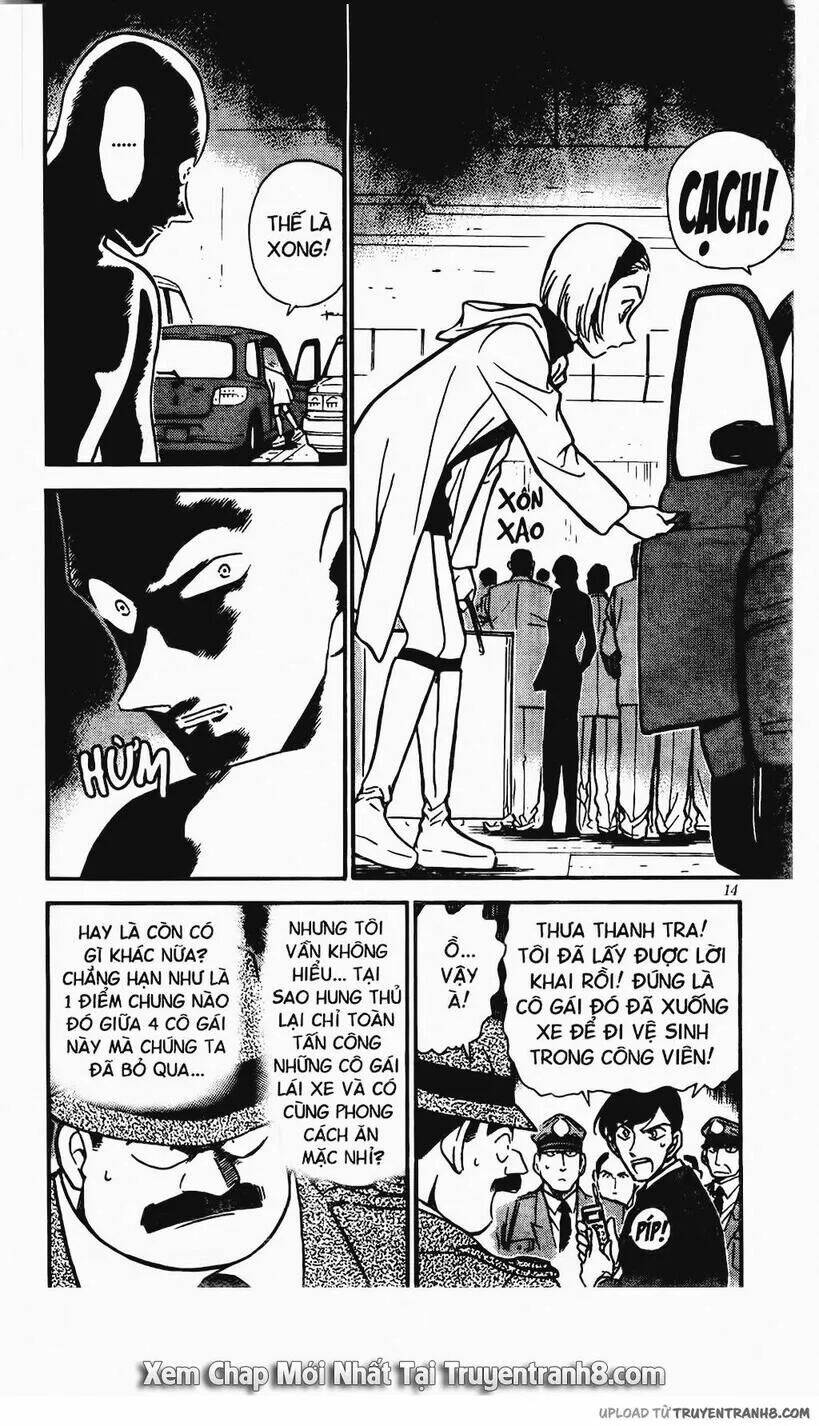 CẠCH!
XÔN
XAO
......
THẾ LÀ
XONG!
HỪM
14
THƯA THANH TRA!
TÔI ĐÃ LẤY ĐƯỢC LỜI
KHAI RỒI! ĐÚNG LÀ
CÔ GÁI ĐÓ ĐÃ XUỐNG
XE ĐỂ ĐI VỆ SINH
TRONG CÔNG VIÊN!
Ồ...
VẬY
À!
PÍP!
NHƯNG TÔI
VẪN KHÔNG
HIỂU... TẠI
SAO HUNG THỦ
LẠI CHỈ TOÀN
TẤN CÔNG
NHỮNG CÔ GÁI
LÁI XE VÀ CÓ
CÙNG PHONG
CÁCH ĂN
MẶC NHỈ?
HAY LÀ CÒN CÓ
GÌ KHÁC NỮA?
CHẲNG HẠN NHƯ LÀ
1 ĐIỂM CHUNG NÀO
ĐÓ GIỮA 4 CÔ GÁI
NÀY MÀ CHÚNG TA
ĐÃ BỎ QUA...
Xem Chap Mới Nhất Tại Truyentranh8.com
UPLOAD TỪ TRUYENTRANH8.COM